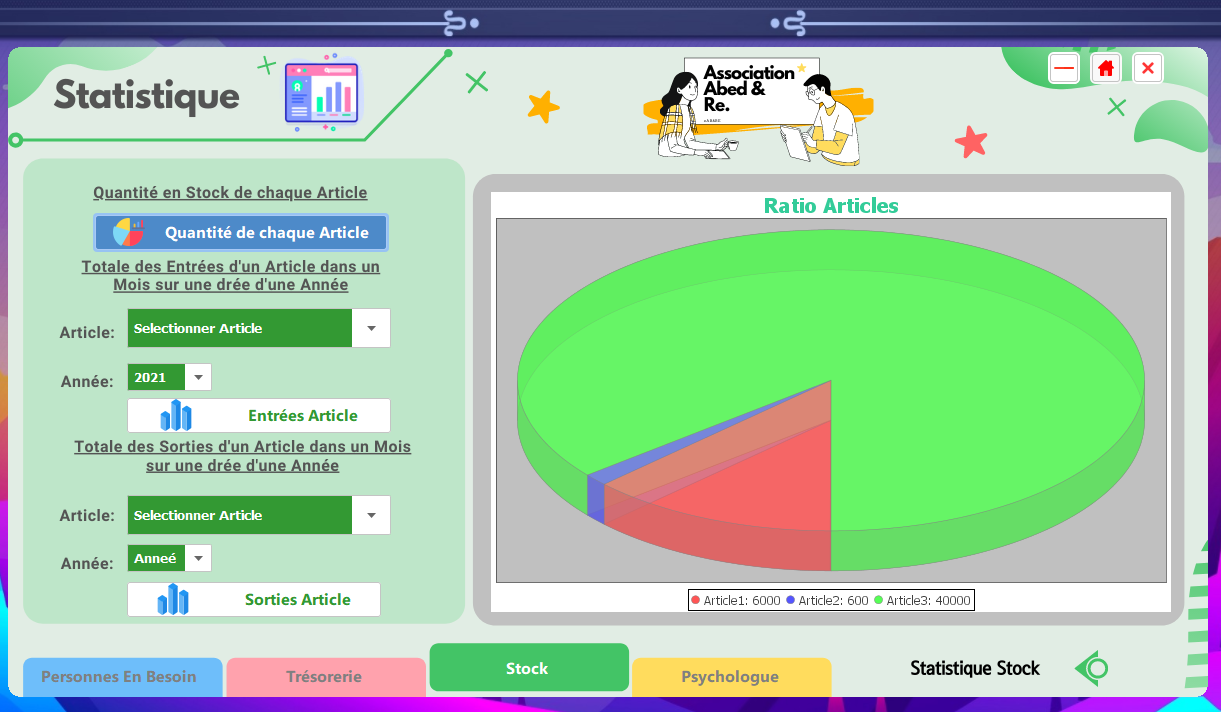 Statistique
Association
Abed &
Re.
Quantité en Stock de chaque Article
Quantité de chaque Article
Totale des Entrées d'un Article dans un
Mois sur une drée d'une Année
Article:
Selectionner Article
Année:
2021
Entrées Article
Totale des Sorties d'un Article dans un Mois
sur une drée d'une Année
Article:
Selectionner Article
Année:
Anneé
Sorties Article
Ratio Articles
Article1: 6000 Article2: 600 Article3: 40000
Personnes En Besoin
Trésorerie
Stock
Psychologue
Statistique Stock